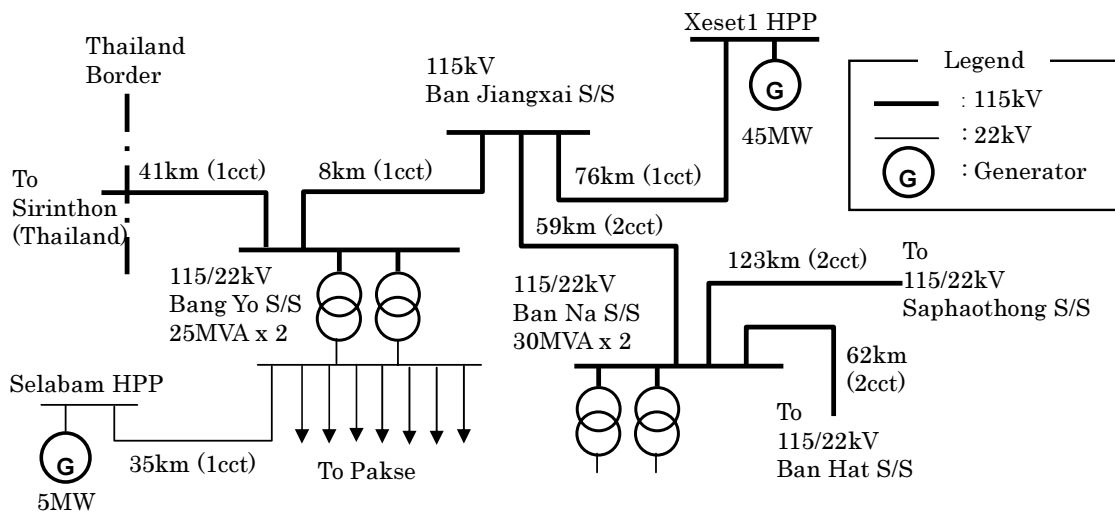 Xeset1 HPP
G
45MW
Thailand
Border
115kV
Ban Jiangxai S/S
Legend
: 115kV
: 22kV
G
: Generator
To
Sirinthon
(Thailand)
41km (1cct)
8km (1cct)
76km (1cct)
59km (2cct)
115/22kV
Bang Yo S/S
25MVA x 2
115/22kV
Ban Na S/S
30MVA x 2
123km (2cct)
To
115/22kV
Saphaothong S/S
62km
(2cct)
To
115/22kV
Ban Hat S/S
Selabam HPP
G
5MW
35km (1cct)
To Pakse